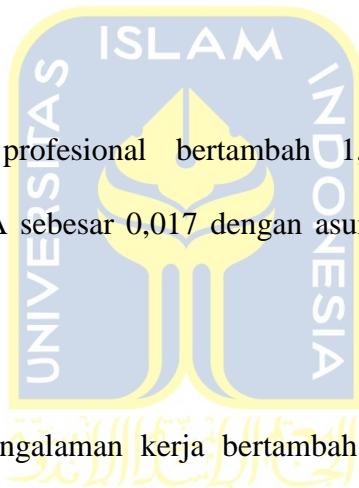 ISLAM
UNIVERSITAS
INDONESIA
profesional bertambah 1.
A sebesar 0,017 dengan asu
ngalaman kerja bertambah